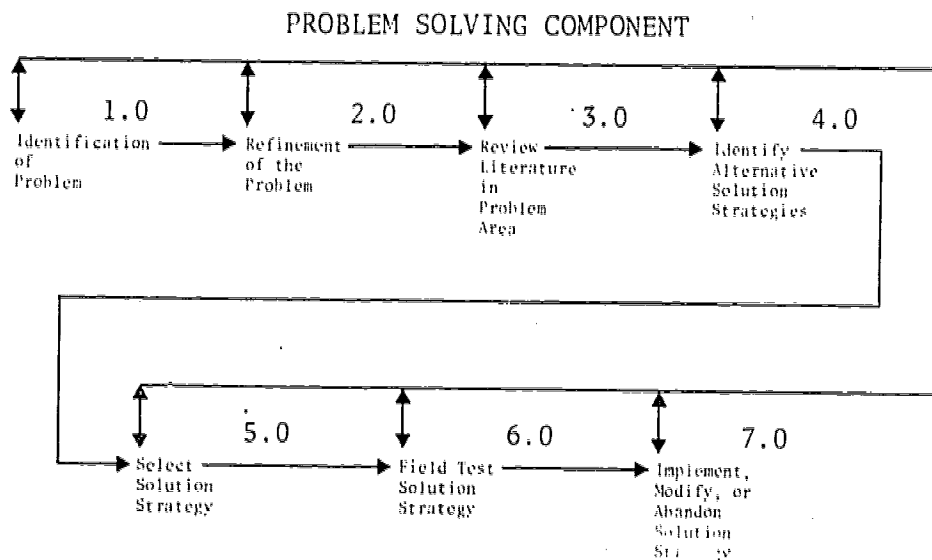 PROBLEM SOLVING COMPONENT
1.0
Identification
of
Problem
2.0
Refinement
of the
Problem
3.0
Review
Literature
in
Problem
Area
4.0
Identify
Alternative
Solution
Strategies
5.0
Select
Solution
Strategy
6.0
Field Test
Solution
Strategy
7.0
Implement,
Modify, or
Abandon
Solution